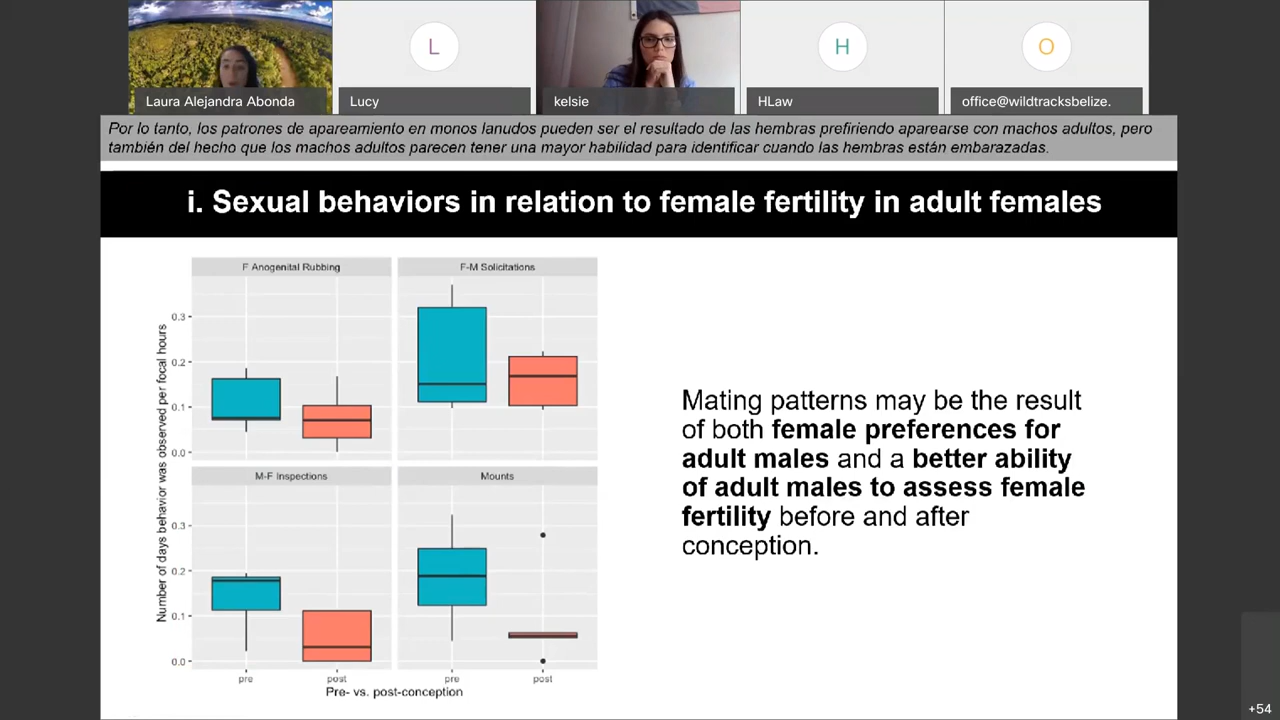 Laura Alejandra Abonda
L
Lucy
kelsie
H
HLaw
O
office@wildtracksbelize.
Por lo tanto, los patrones de apareamiento en monos lanudos pueden ser el resultado de las hembras prefiriendo aparearse con machos adultos, pero
también del hecho que los machos adultos parecen tener una mayor habilidad para identificar cuando las hembras están embarazadas.
i. Sexual behaviors in relation to female fertility in adult females
F Anogenital Rubbing
F-M Solicitations
0.3
0.2
0.1
0.0
M-F Inspections
Mounts
0.3
0.2
0.1
0.0
Number of days behavior was observed per focal hours
pre
post
pre
post
Pre- vs. post-conception
Mating patterns may be the result
of both female preferences for
adult males and a better ability
of adult males to assess female
fertility before and after
conception.
+54